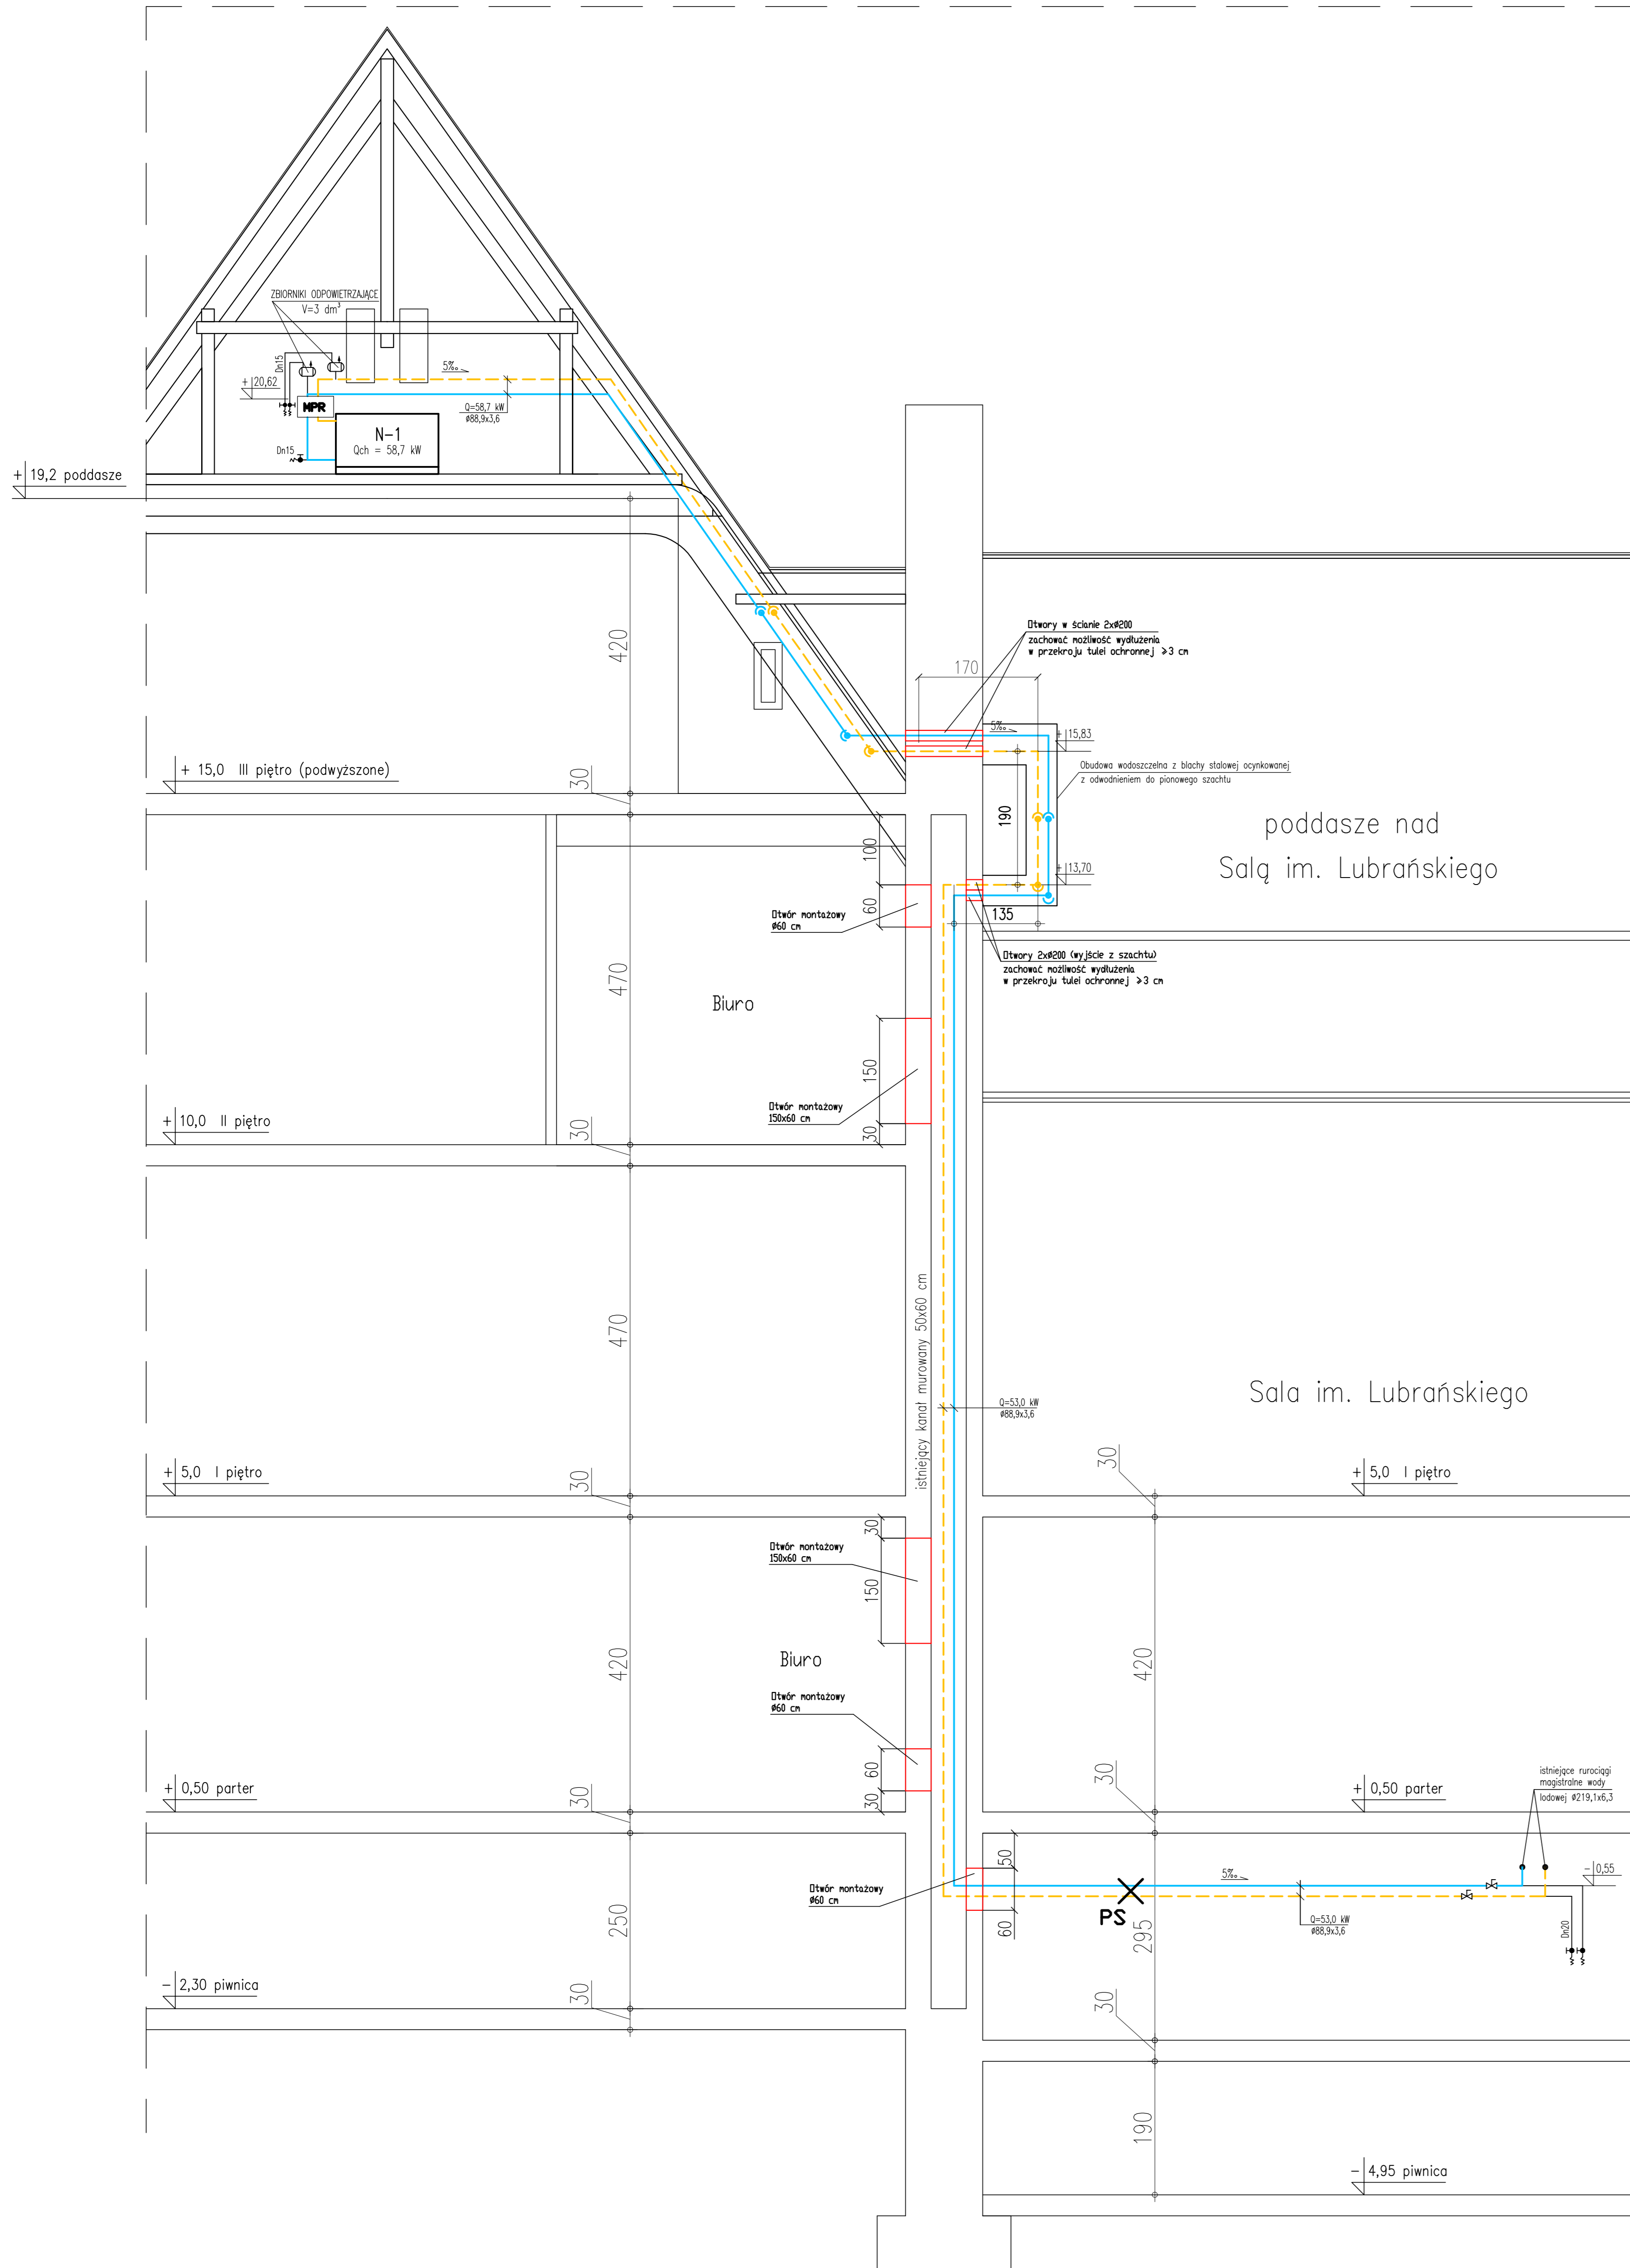 ZBIORNIKI ODPOWIETRZAJĄCE
V=3 dm³
Dn15
+ 20,62
MPR
5‰
Q=58,7 kW
ø88,9x3,6
N-1
Qch = 58,7 kW
Dn15
+ 19,2 poddasze
420
Otwory w ścianie 2xø200
zachować możliwość wydłużenia
w przekroju tulei ochronnej ⩾3 cm
170
5‰
+ 15,83
Obudowa wodoszczelna z blachy stalowej ocynkowanej
z odwodnieniem do pionowego szachtu
+ 15,0 III piętro (podwyższone)
30
190
100
poddasze nad
Salą im. Lubrańskiego
+ 13,70
60
135
Otwór montażowy
ø60 cm
Otwory 2xø200 (wyjście z szachtu)
zachować możliwość wydłużenia
w przekroju tulei ochronnej ⩾3 cm
470
Biuro
150
Otwór montażowy
150x60 cm
+ 10,0 II piętro
30
30
470
istniejący kanał murowany 50x60 cm
Sala im. Lubrańskiego
Q=53,0 kW
ø88,9x3,6
+ 5,0 I piętro
30
30
+ 5,0 I piętro
30
Otwór montażowy
150x60 cm
150
420
Biuro
420
Otwór montażowy
ø60 cm
60
30
+ 0,50 parter
30
30
+ 0,50 parter
istniejące rurociągi
magistralne wody
lodowej ø219,1x6,3
50
5‰
- 0,55
Otwór montażowy
ø60 cm
60
PS
Q=53,0 kW
ø88,9x3,6
Dn20
250
295
- 2,30 piwnica
30
30
190
- 4,95 piwnica